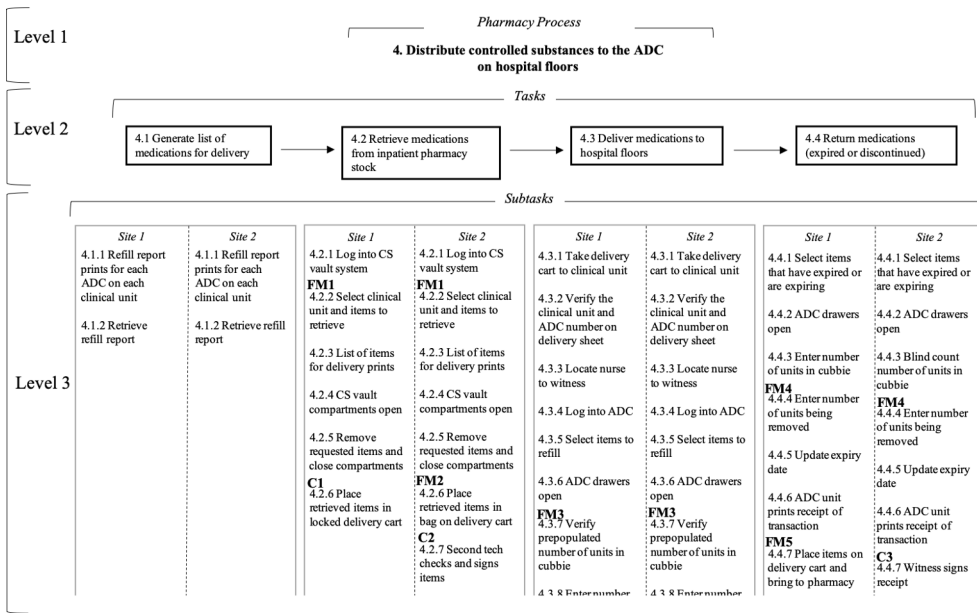 Level 1
Pharmacy Process
4. Distribute controlled substances to the ADC
on hospital floors
Level 2
Tasks
4.1 Generate list of
medications for delivery
4.2 Retrieve medications
from inpatient pharmacy
stock
4.3 Deliver medications to
hospital floors
4.4 Return medications
(expired or discontinued)
Level 3
Subtasks
Site 1
4.1.1 Refill report
prints for each
ADC on each
clinical unit
4.1.2 Retrieve
refill report
Site 2
4.1.1 Refill report
prints for each
ADC on each
clinical unit
4.1.2 Retrieve refill
report
Site 1
4.2.1 Log into CS
vault system
FM1
4.2.2 Select clinical
unit and items to
retrieve
4.2.3 List of items
for delivery prints
4.2.4 CS vault
compartments open
4.2.5 Remove
requested items and
close compartments
C1
4.2.6 Place
retrieved items in
locked delivery cart
Site 2
4.2.1 Log into CS
vault system
FM1
4.2.2 Select clinical
unit and items to
retrieve
4.2.3 List of items
for delivery prints
4.2.4 CS vault
compartments open
4.2.5 Remove
requested items and
close compartments
FM2
4.2.6 Place
retrieved items in
bag on delivery cart
C2
4.2.7 Second tech
checks and signs
items
Site 1
4.3.1 Take delivery
cart to clinical unit
4.3.2 Verify the
clinical unit and
ADC number on
delivery sheet
4.3.3 Locate nurse
to witness
4.3.4 Log into ADC
4.3.5 Select items to
refill
4.3.6 ADC drawers
open
FM3
4.3.7 Verify
prepopulated
number of units in
cubbie
4.3.8 Enter number
Site 2
4.3.1 Take delivery
cart to clinical unit
4.3.2 Verify the
clinical unit and
ADC number on
delivery sheet
4.3.3 Locate nurse
to witness
4.3.4 Log into ADC
4.3.5 Select items to
refill
4.3.6 ADC drawers
open
FM3
4.3.7 Verify
prepopulated
number of units in
cubbie
4.3.8 Enter number
Site 1
4.4.1 Select items
that have expired or
are expiring
4.4.2 ADC drawers
open
4.4.3 Enter number
of units in cubbie
FM4
4.4.4 Enter number
of units being
removed
4.4.5 Update expiry
date
4.4.6 ADC unit
prints receipt of
transaction
FM5
4.4.7 Place items on
delivery cart and
bring to pharmacy
Site 2
4.4.1 Select items
that have expired or
are expiring
4.4.2 ADC drawers
open
4.4.3 Blind count
number of units in
cubbie
FM4
4.4.4 Enter number
of units being
removed
4.4.5 Update expiry
date
4.4.6 ADC unit
prints receipt of
transaction
C3
4.4.7 Witness signs
receipt